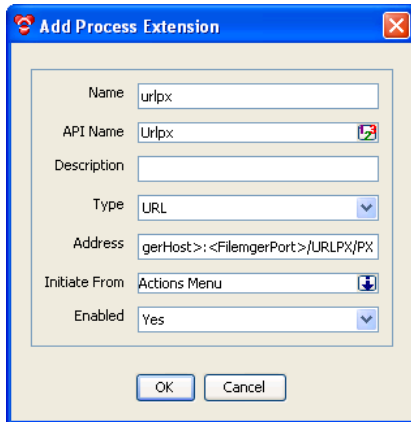 Add Process Extension
Name urlpx
API Name Urlpx
Description
Type URL
Address gerHost>:<FilemgerPort>/URLPX/PX
Initiate From Actions Menu
Enabled Yes
OK Cancel